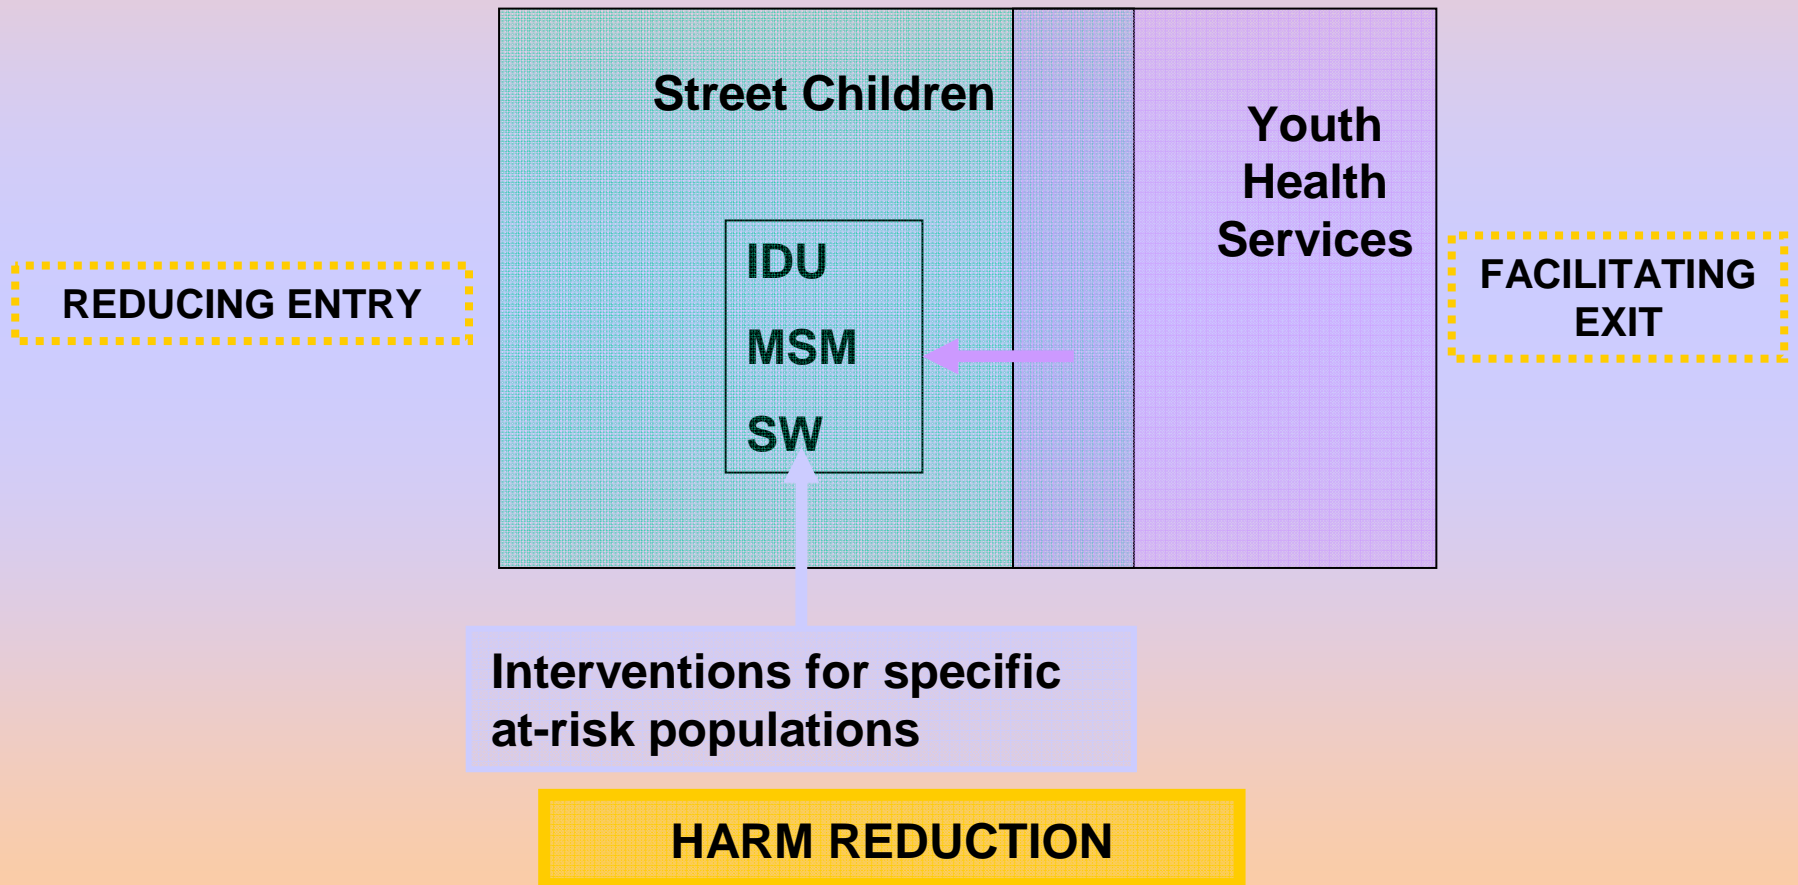 Street Children
Youth
Health
Services
IDU
MSM
SW
REDUCING ENTRY
FACILITATING
EXIT
Interventions for specific
at-risk populations
HARM REDUCTION